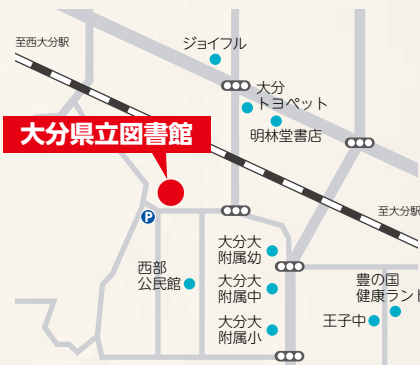 至西大分駅
ジョイフル
大分
トヨペット
明林堂書店
大分県立図書館
至大分駅
P
大分大
附属幼
西部
公民館
大分大
附属中
豊の国
健康ランド
王子中
大分大
附属小